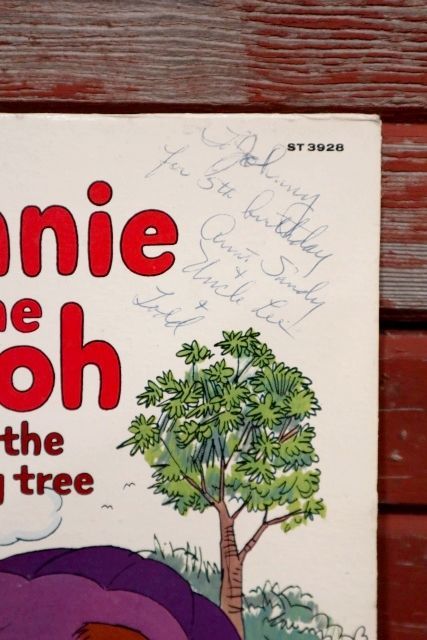 ST 3928
To Johnny
for 5th birthday
Aunt Sandy
&
Uncle Lee
+
Todd
nnie
he
oh
the
g tree